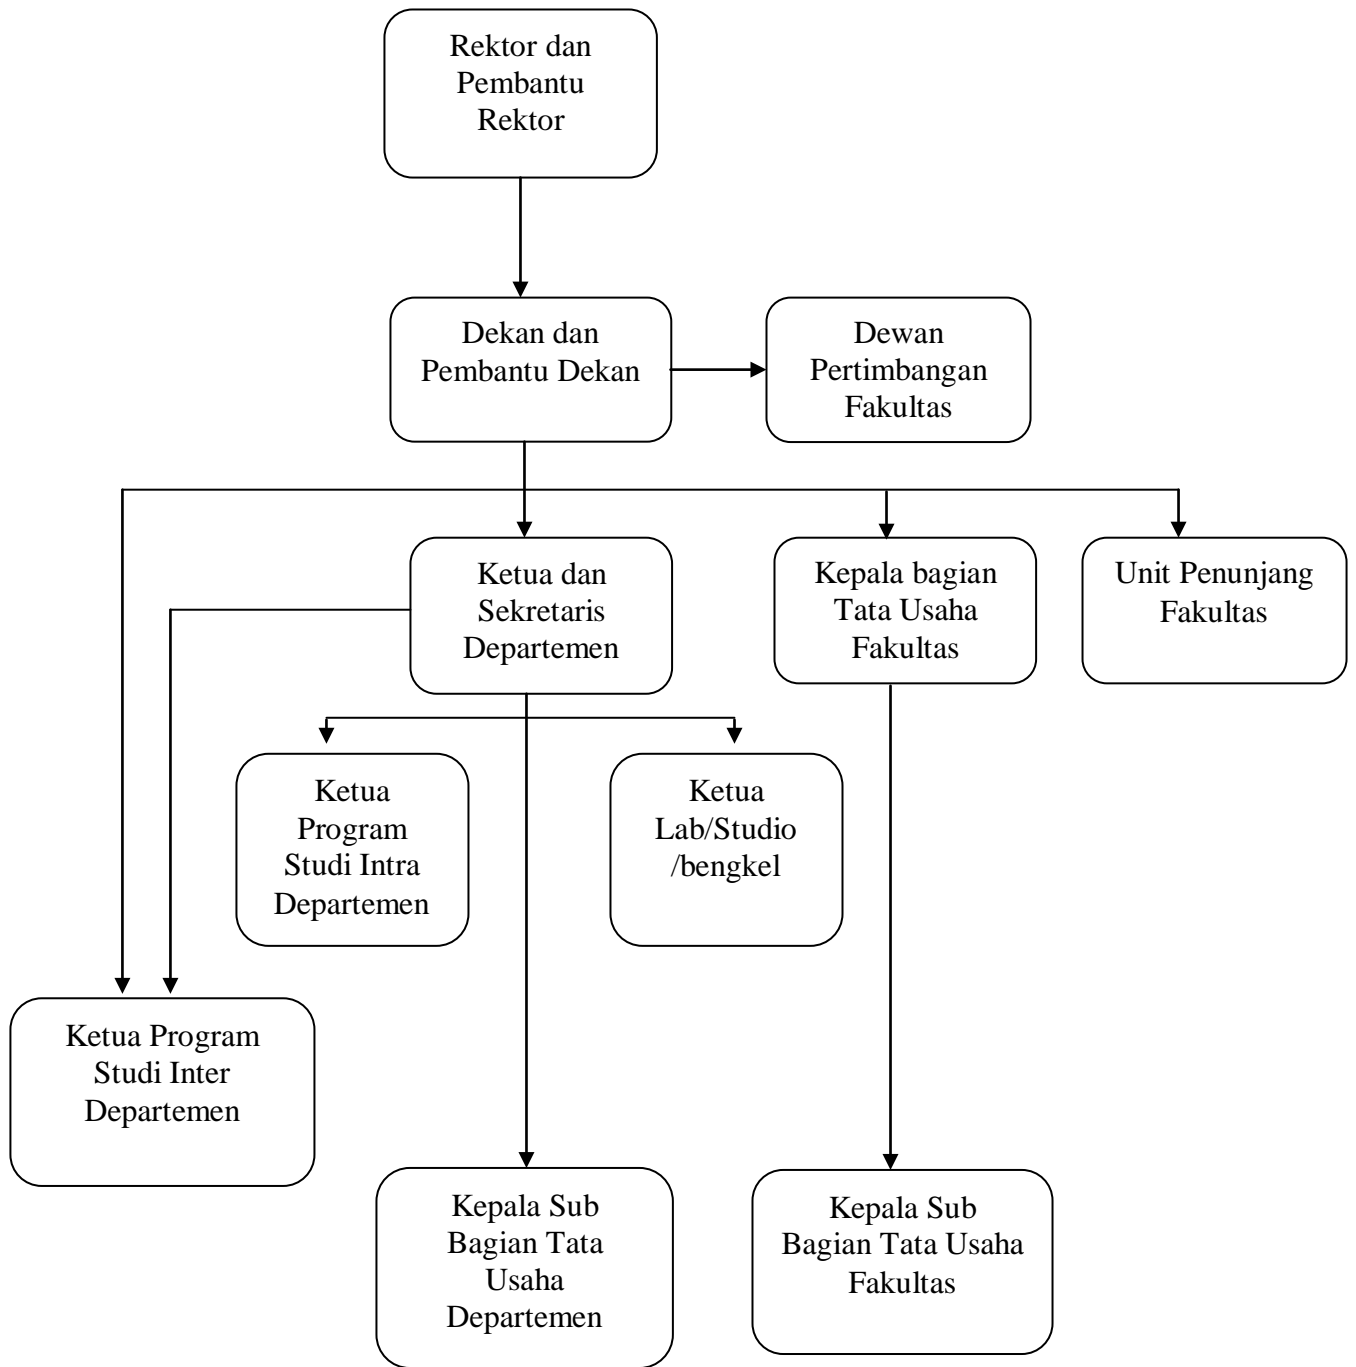 Rektor dan
Pembantu
Rektor
Dekan dan
Pembantu Dekan
Dewan
Pertimbangan
Fakultas
Ketua dan
Sekretaris
Departemen
Kepala bagian
Tata Usaha
Fakultas
Unit Penunjang
Fakultas
Ketua
Program
Studi Intra
Departemen
Ketua
Lab/Studio
/bengkel
Ketua Program
Studi Inter
Departemen
Kepala Sub
Bagian Tata
Usaha
Departemen
Kepala Sub
Bagian Tata Usaha
Fakultas